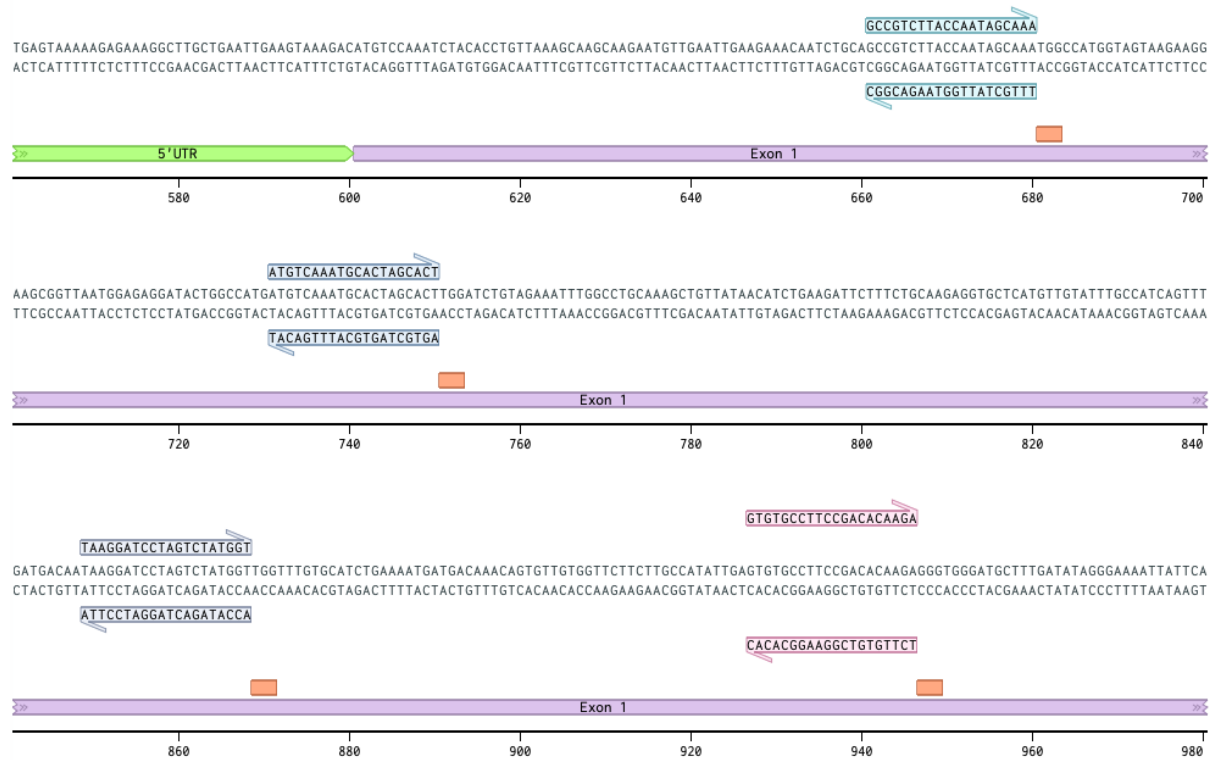 GCCGTCTTACCAATAGCAAA
TGAGTAAAAAGAGAAAGGCTTGCTGAATTGAAGTAAAGACATGTCCAAATCTACACCTGTTAAAGCAAGCAAGAATGTTGAATTGAAGAAACAATCTGCAGCCGTCTTACCAATAGCAAATGGCCATGGTAGTAAGAAGG
ACTCATTTTTCTCTTTCCGAACGACTTAACTTCATTTCTGTACAGGTTTAGATGTGGACAATTTCGTTCGTTCTTACAACTTAACTTCTTTGTTAGACGTCGGCAGAATGGTTATCGTTTACCGGTACCATCATTCTTCC
CGGCAGAATGGTTATCGTTT
5'UTR Exon 1
580 600 620 640 660 680 700
ATGTCAAATGCACTAGCACT
AAGCGGTTAATGGAGAGGATACTGGCCATGATGTCAAATGCACTAGCACTTGGATCTGTAGAAATTTGGCCTGCAAAGCTGTTATAACATCTGAAGATTCTTTCTGCAAGAGGTGCTCATGTTGTATTTGCCATCAGTTT
TTCGCCAATTACCTCTCCTATGACCGGTACTACAGTTTACGTGATCGTGAACCTAGACATCTTTAAACCGGACGTTTCGACAATATTGTAGACTTCTAAGAAAGACGTTCTCCACGAGTACAACATAAACGGTAGTCAAA
TACAGTTTACGTGATCGTGA
Exon 1
720 740 760 780 800 820 840
GTGTGCCTTCCGACACAAGA
TAAGGATCCTAGTCTATGGT
GATGACAATAAGGATCCTAGTCTATGGTTGGTTTGTGCATCTGAAAATGATGACAAACAGTGTTGTGGTTCTTCTTGCCATATTGAGTGTGCCTTCCGACACAAGAGGGTGGGATGCTTTGATATAGGGAAAATTATTCA
CTACTGTTATTCCTAGGATCAGATACCAACCAAACACGTAGACTTTTACTACTGTTTGTCACAACACCAAGAAGAACGGTATAACTCACACGGAAGGCTGTGTTCTCCCACCCTACGAAACTATATCCCTTTTAATAAGT
ATTCCTAGGATCAGATACCA
CACACGGAAGGCTGTGTTCT
Exon 1
860 880 900 920 940 960 980